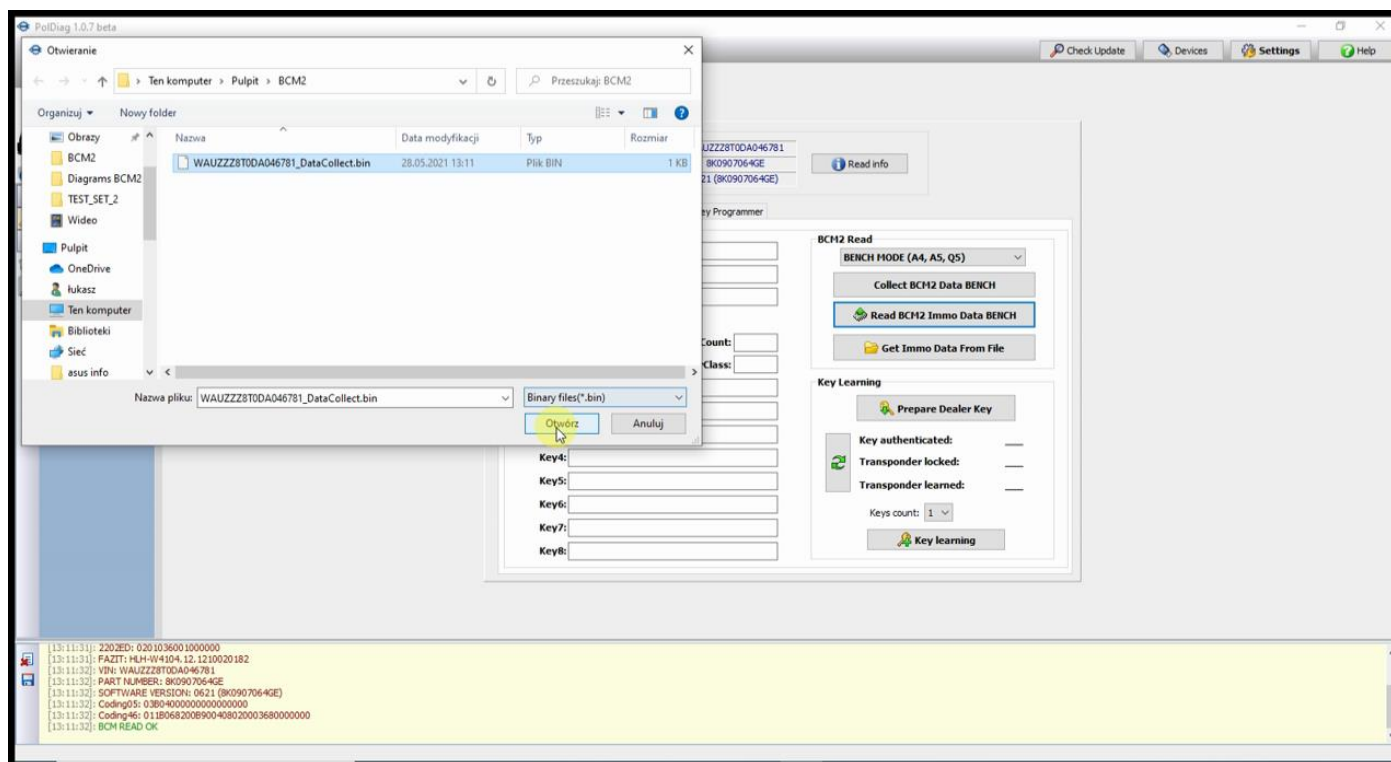 PolDiag 1.0.7 beta
Otwieranie
Ten komputer > Pulpit > BCM2
Przeszukaj: BCM2
Organizuj
Nowy folder
Check Update
Devices
Settings
Help
Obrazy
BCM2
Diagrams BCM2
TEST_SET_2
Wideo
Pulpit
OneDrive
łukasz
Ten komputer
Biblioteki
Sieć
asus info
Nazwa
Data modyfikacji
Typ
Rozmiar
WAUZZZ8T0DA046781_DataCollect.bin
28.05.2021 13:11
Plik BIN
1 KB
Nazwa pliku:
WAUZZZ8T0DA046781_DataCollect.bin
Binary files(*.bin)
Otwórz
Anuluj
UZZZ8T0DA046781
8K0907064GE
21 (8K0907064GE)
Read info
ey Programmer
BCM2 Read
BENCH MODE (A4, A5, Q5)
Collect BCM2 Data BENCH
Read BCM2 Immo Data BENCH
Get Immo Data From File
Count:
Class:
Key4:
Key5:
Key6:
Key7:
Key8:
Key Learning
Prepare Dealer Key
Key authenticated:
Transponder locked:
Transponder learned:
Keys count: 1
Key learning
[13:11:31]: 2202ED: 0201036001000000
[13:11:31]: FAZIT: HLH-W4104.12.1210020182
[13:11:32]: VIN: WAUZZZ8T0DA046781
[13:11:32]: PART NUMBER: 8K0907064GE
[13:11:32]: SOFTWARE VERSION: 0621 (8K0907064GE)
[13:11:32]: Coding05: 03B04000000000000000
[13:11:32]: Coding46: 011B068200B900408020003680000000
[13:11:32]: BCM READ OK